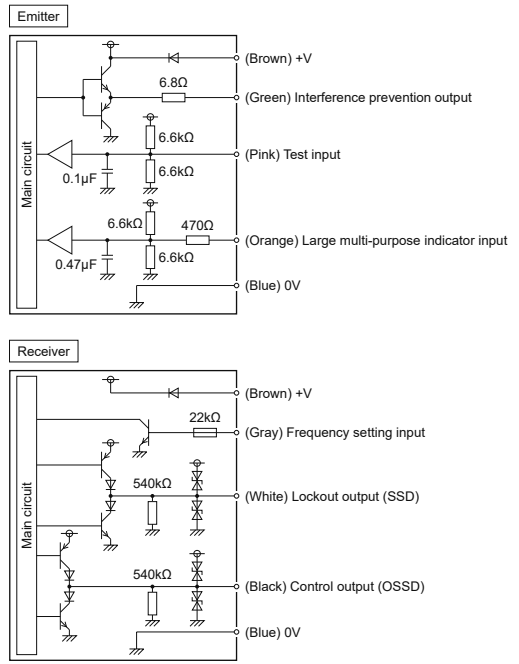 Emitter
(Brown) +V
6.8Ω
(Green) Interference prevention output
6.6kΩ
(Pink) Test input
6.6kΩ
0.1μF
Main circuit
6.6kΩ
470Ω
(Orange) Large multi-purpose indicator input
6.6kΩ
0.47μF
(Blue) 0V
Receiver
(Brown) +V
22kΩ
(Gray) Frequency setting input
540kΩ
(White) Lockout output (SSD)
Main circuit
540kΩ
(Black) Control output (OSSD)
(Blue) 0V